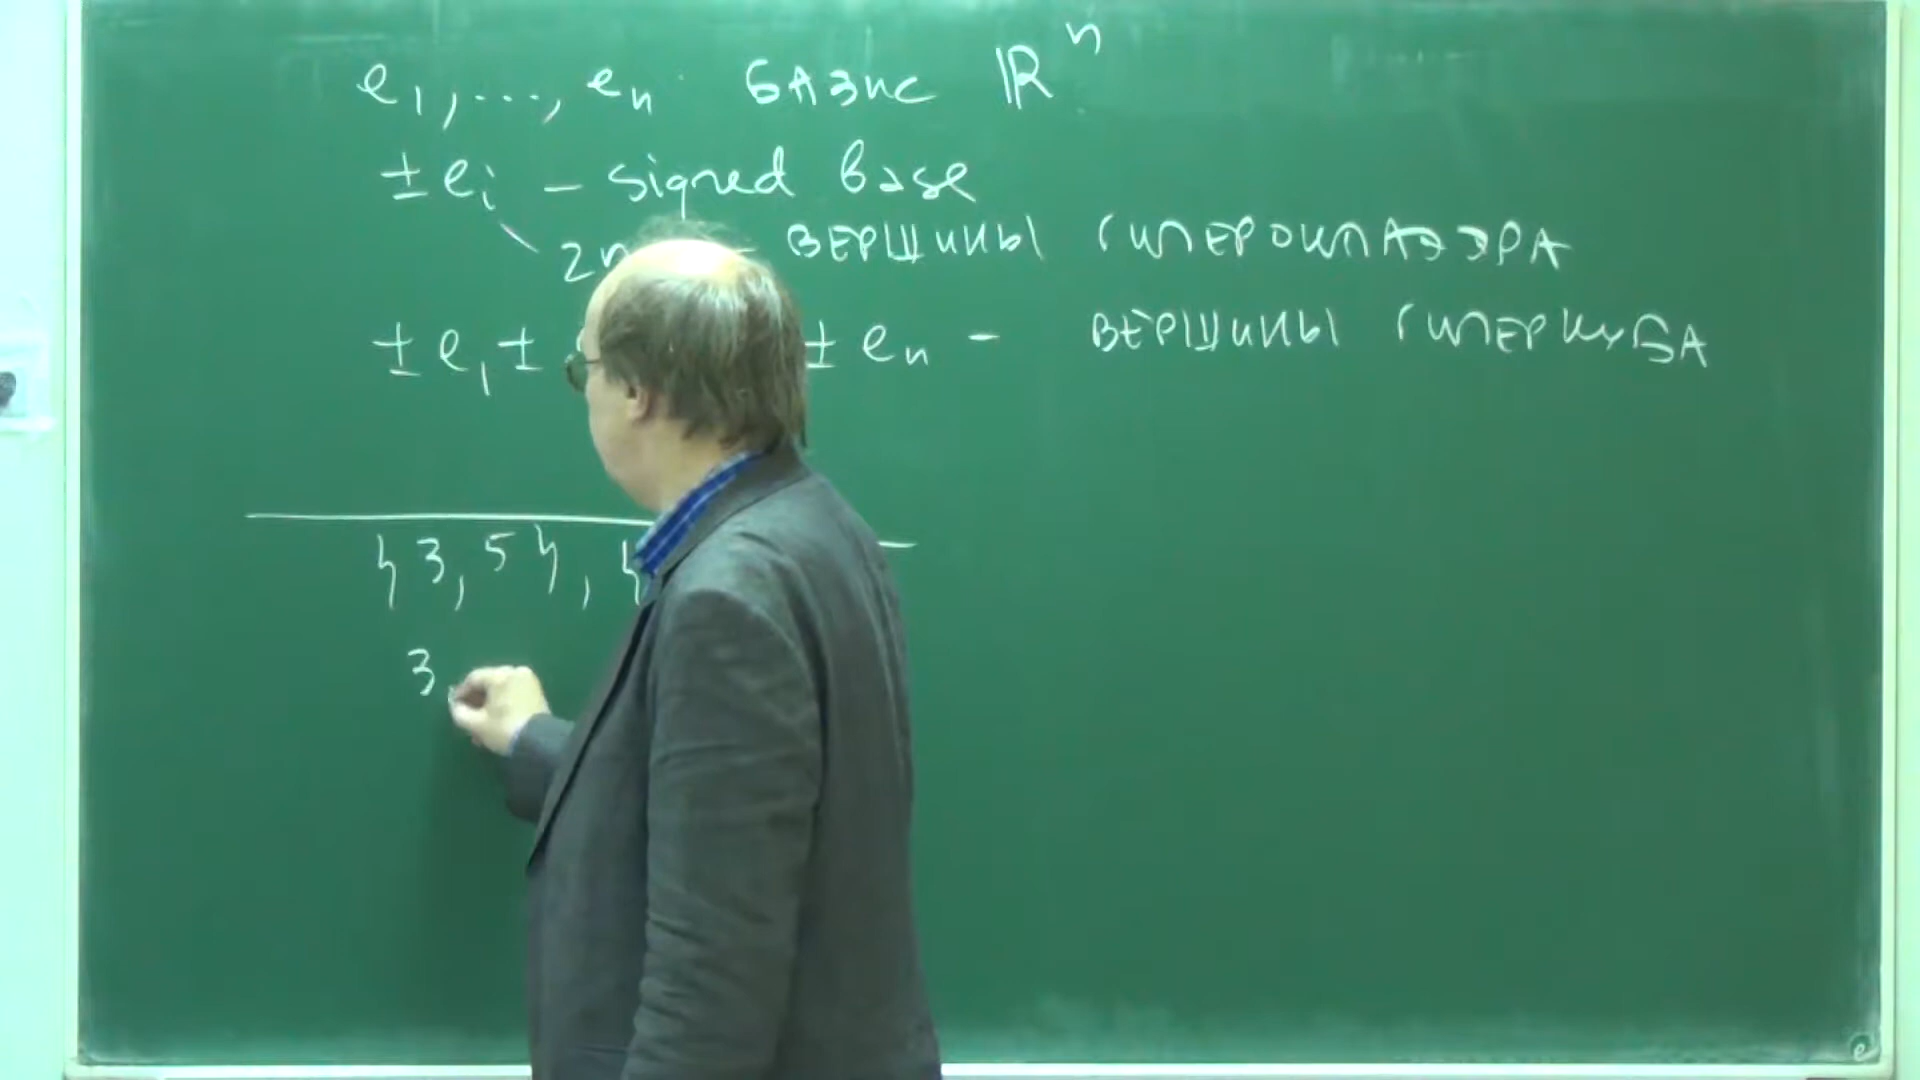 e₁, ..., eₙ базис ℝⁿ
±eᵢ – signed base
2n – ВЕРШИНЫ ГИПЕРОКТАЭДРА
±e₁ ± ± eₙ – ВЕРШИНЫ ГИПЕРКУБА
{3,5}, {
3